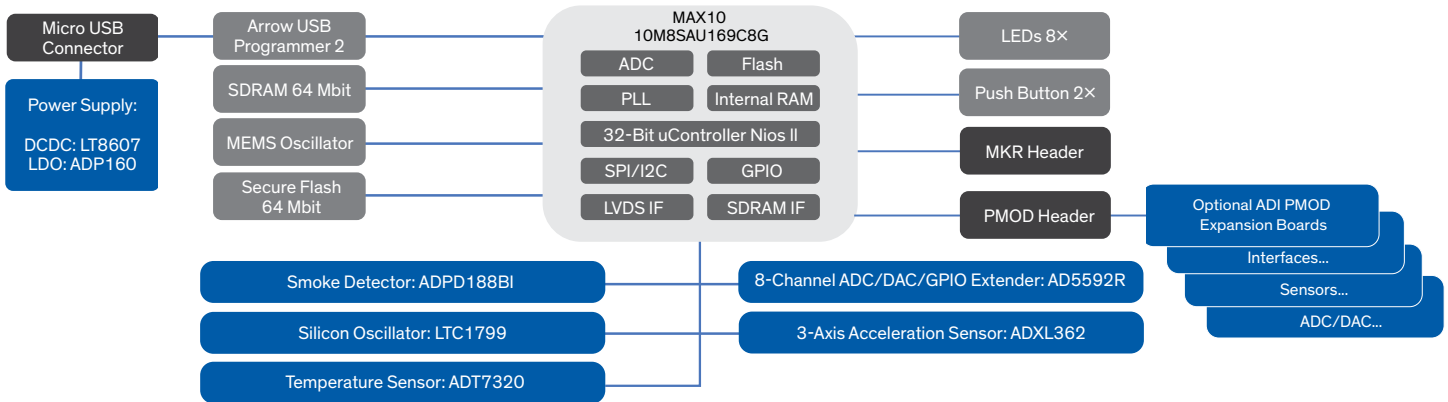 Micro USB
Connector
Power Supply:
DCDC: LT8607
LDO: ADP160
Arrow USB
Programmer 2
SDRAM 64 Mbit
MEMS Oscillator
Secure Flash
64 Mbit
MAX10
10M8SAU169C8G
ADC
Flash
PLL
Internal RAM
32-Bit uController Nios II
SPI/I2C
GPIO
LVDS IF
SDRAM IF
LEDs 8×
Push Button 2×
MKR Header
PMOD Header
Optional ADI PMOD
Expansion Boards
Interfaces...
Sensors...
ADC/DAC...
Smoke Detector: ADPD188BI
8-Channel ADC/DAC/GPIO Extender: AD5592R
Silicon Oscillator: LTC1799
3-Axis Acceleration Sensor: ADXL362
Temperature Sensor: ADT7320